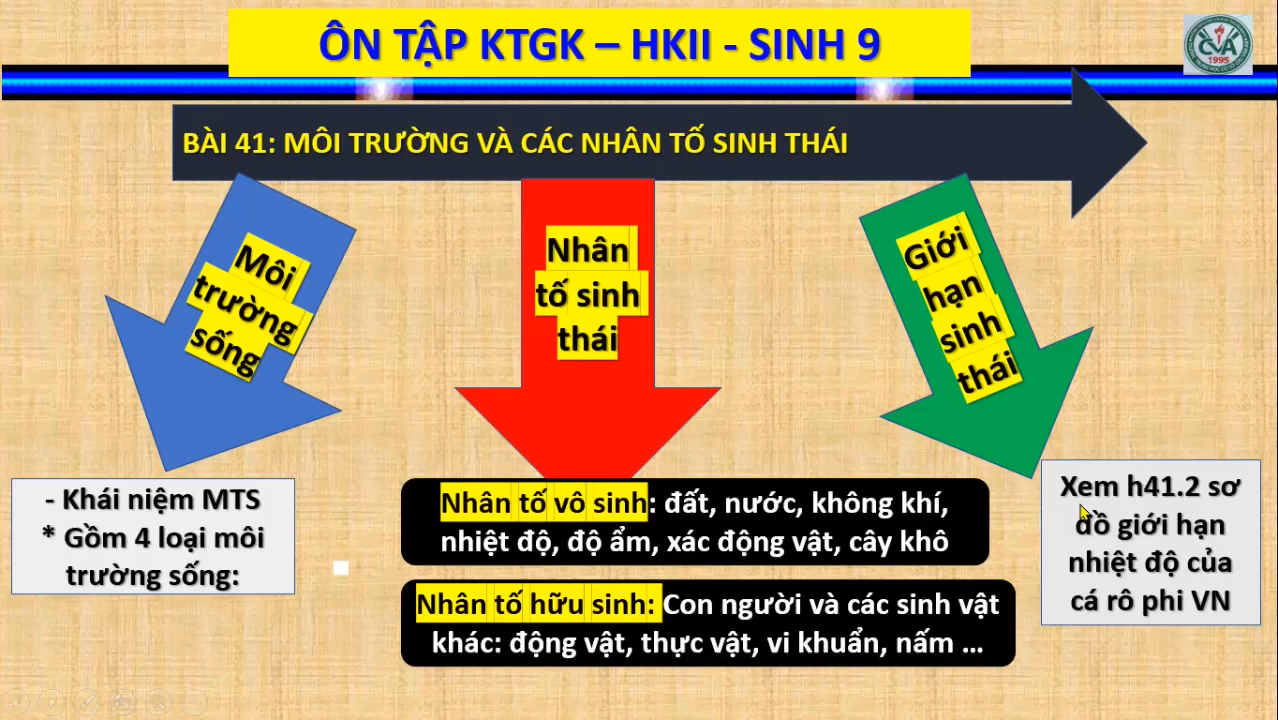 ÔN TẬP KTGK – HKII - SINH 9
CVA
1995
BÀI 41: MÔI TRƯỜNG VÀ CÁC NHÂN TỐ SINH THÁI
Môi
trường
sống
Nhân
tố sinh
thái
Giới
hạn
sinh
thái
- Khái niệm MTS
* Gồm 4 loại môi
trường sống:
Nhân tố vô sinh: đất, nước, không khí,
nhiệt độ, độ ẩm, xác động vật, cây khô
Nhân tố hữu sinh: Con người và các sinh vật
khác: động vật, thực vật, vi khuẩn, nấm ...
Xem h41.2 sơ
đồ giới hạn
nhiệt độ của
cá rô phi VN